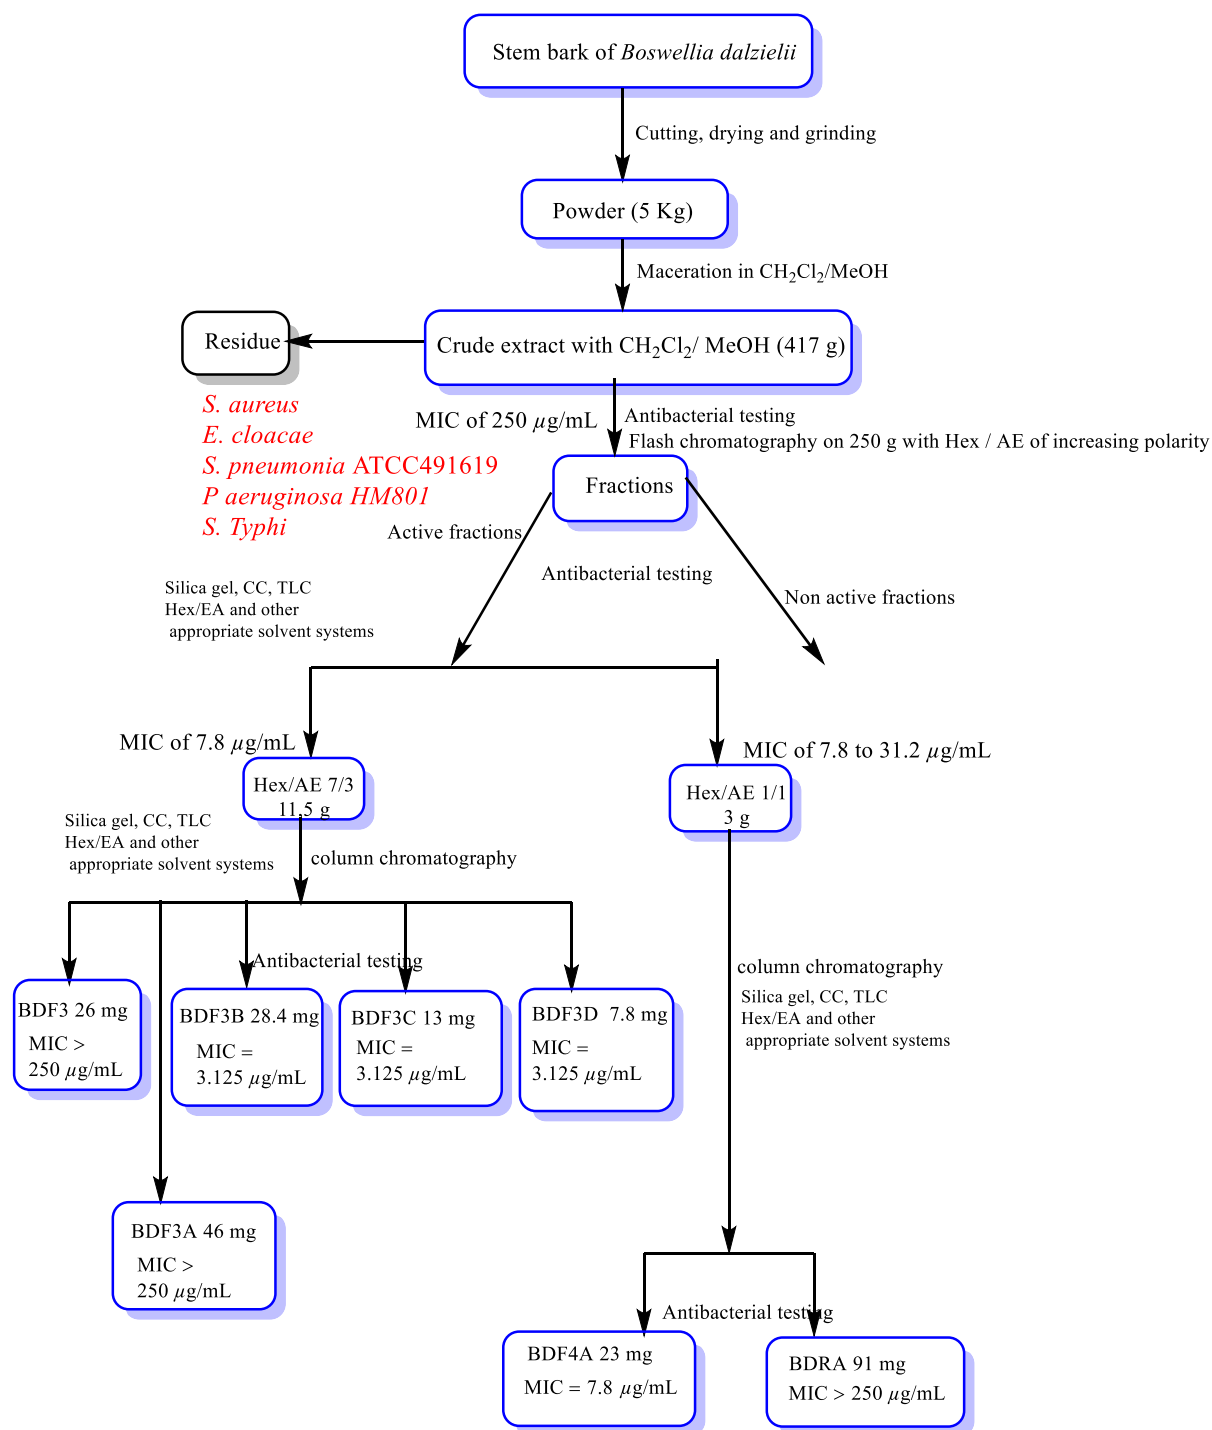 Stem bark of Boswellia dalzielii
Cutting, drying and grinding
Powder (5 Kg)
Maceration in CH₂Cl₂/MeOH
Residue
Crude extract with CH₂Cl₂/ MeOH (417 g)
S. aureus
E. cloacae
S. pneumonia ATCC491619
P aeruginosa HM801
S. Typhi
MIC of 250 µg/mL
Antibacterial testing
Flash chromatography on 250 g with Hex / AE of increasing polarity
Fractions
Active fractions
Antibacterial testing
Non active fractions
Silica gel, CC, TLC
Hex/EA and other
appropriate solvent systems
MIC of 7.8 µg/mL
MIC of 7.8 to 31.2 µg/mL
Hex/AE 7/3
11.5 g
Hex/AE 1/1
3 g
Silica gel, CC, TLC
Hex/EA and other
appropriate solvent systems
column chromatography
Antibacterial testing
BDF3 26 mg
MIC >
250 µg/mL
BDF3B 28.4 mg
MIC =
3.125 µg/mL
BDF3C 13 mg
MIC =
3.125 µg/mL
BDF3D 7.8 mg
MIC =
3.125 µg/mL
column chromatography
Silica gel, CC, TLC
Hex/EA and other
appropriate solvent systems
BDF3A 46 mg
MIC >
250 µg/mL
Antibacterial testing
BDF4A 23 mg
MIC = 7.8 µg/mL
BDRA 91 mg
MIC > 250 µg/mL